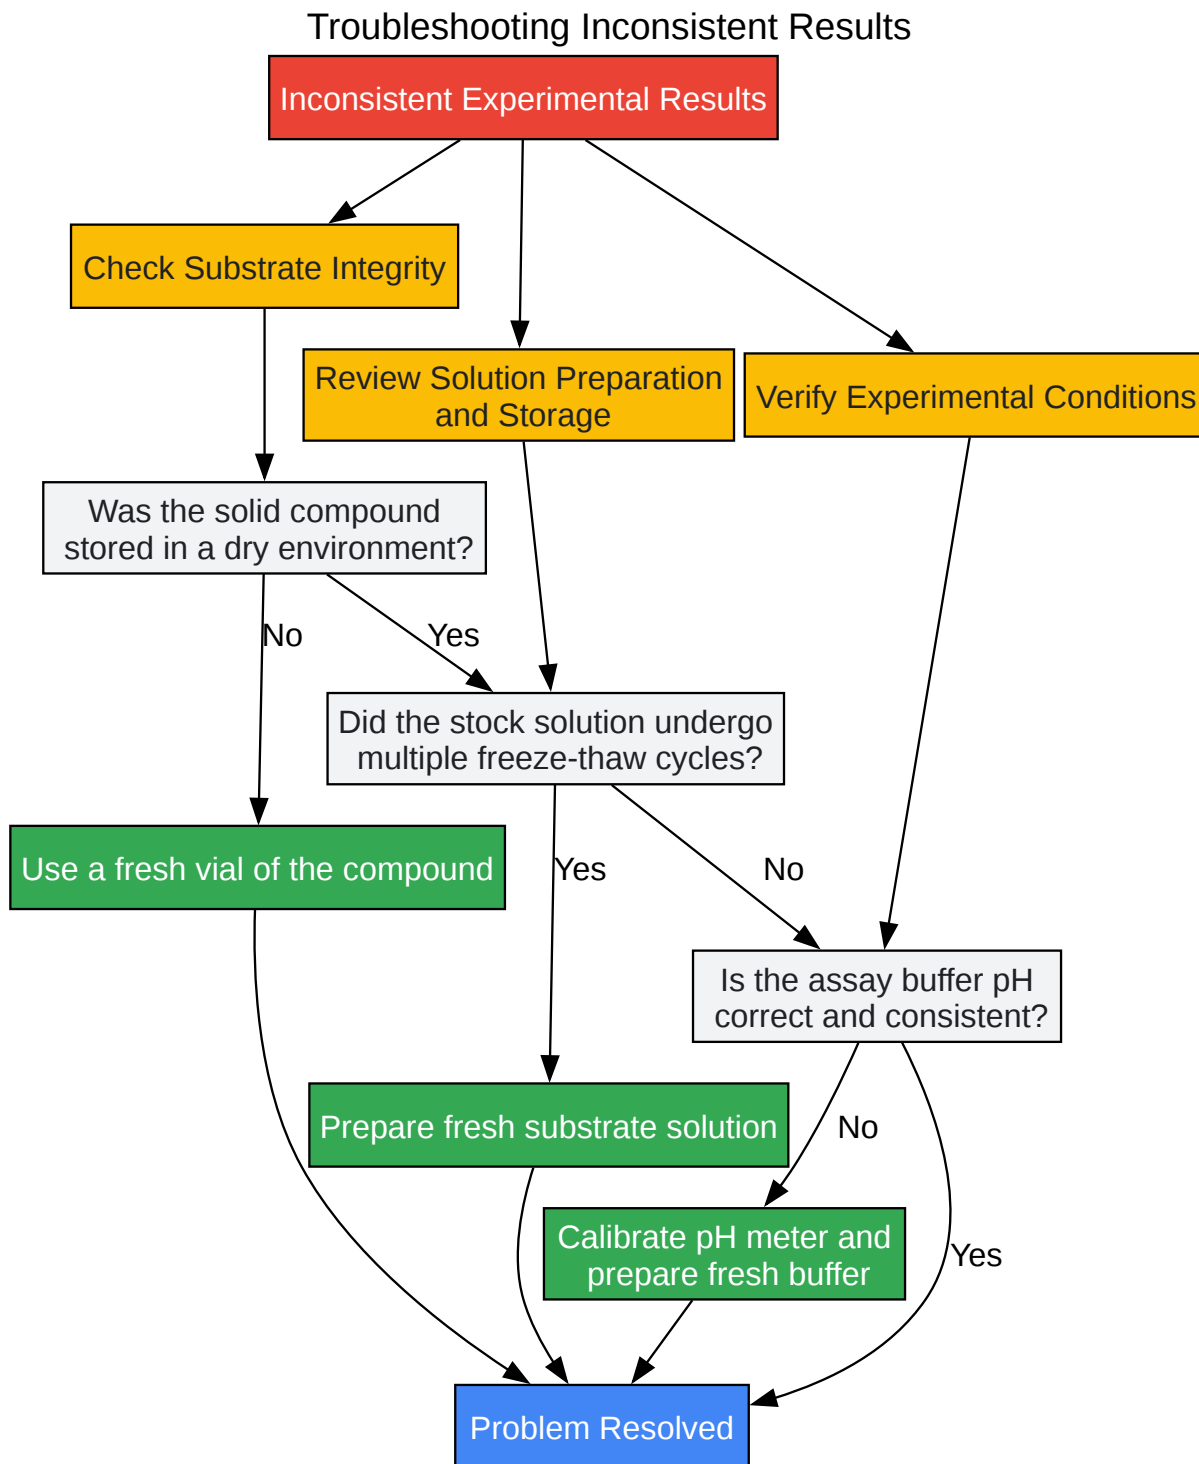 Troubleshooting Inconsistent Results
Inconsistent Experimental Results
Check Substrate Integrity
Review Solution Preparation
and Storage
Verify Experimental Conditions
Was the solid compound
stored in a dry environment?
No
Yes
Did the stock solution undergo
multiple freeze-thaw cycles?
Use a fresh vial of the compound
Yes
No
Is the assay buffer pH
correct and consistent?
Prepare fresh substrate solution
No
Calibrate pH meter and
prepare fresh buffer
Yes
Problem Resolved